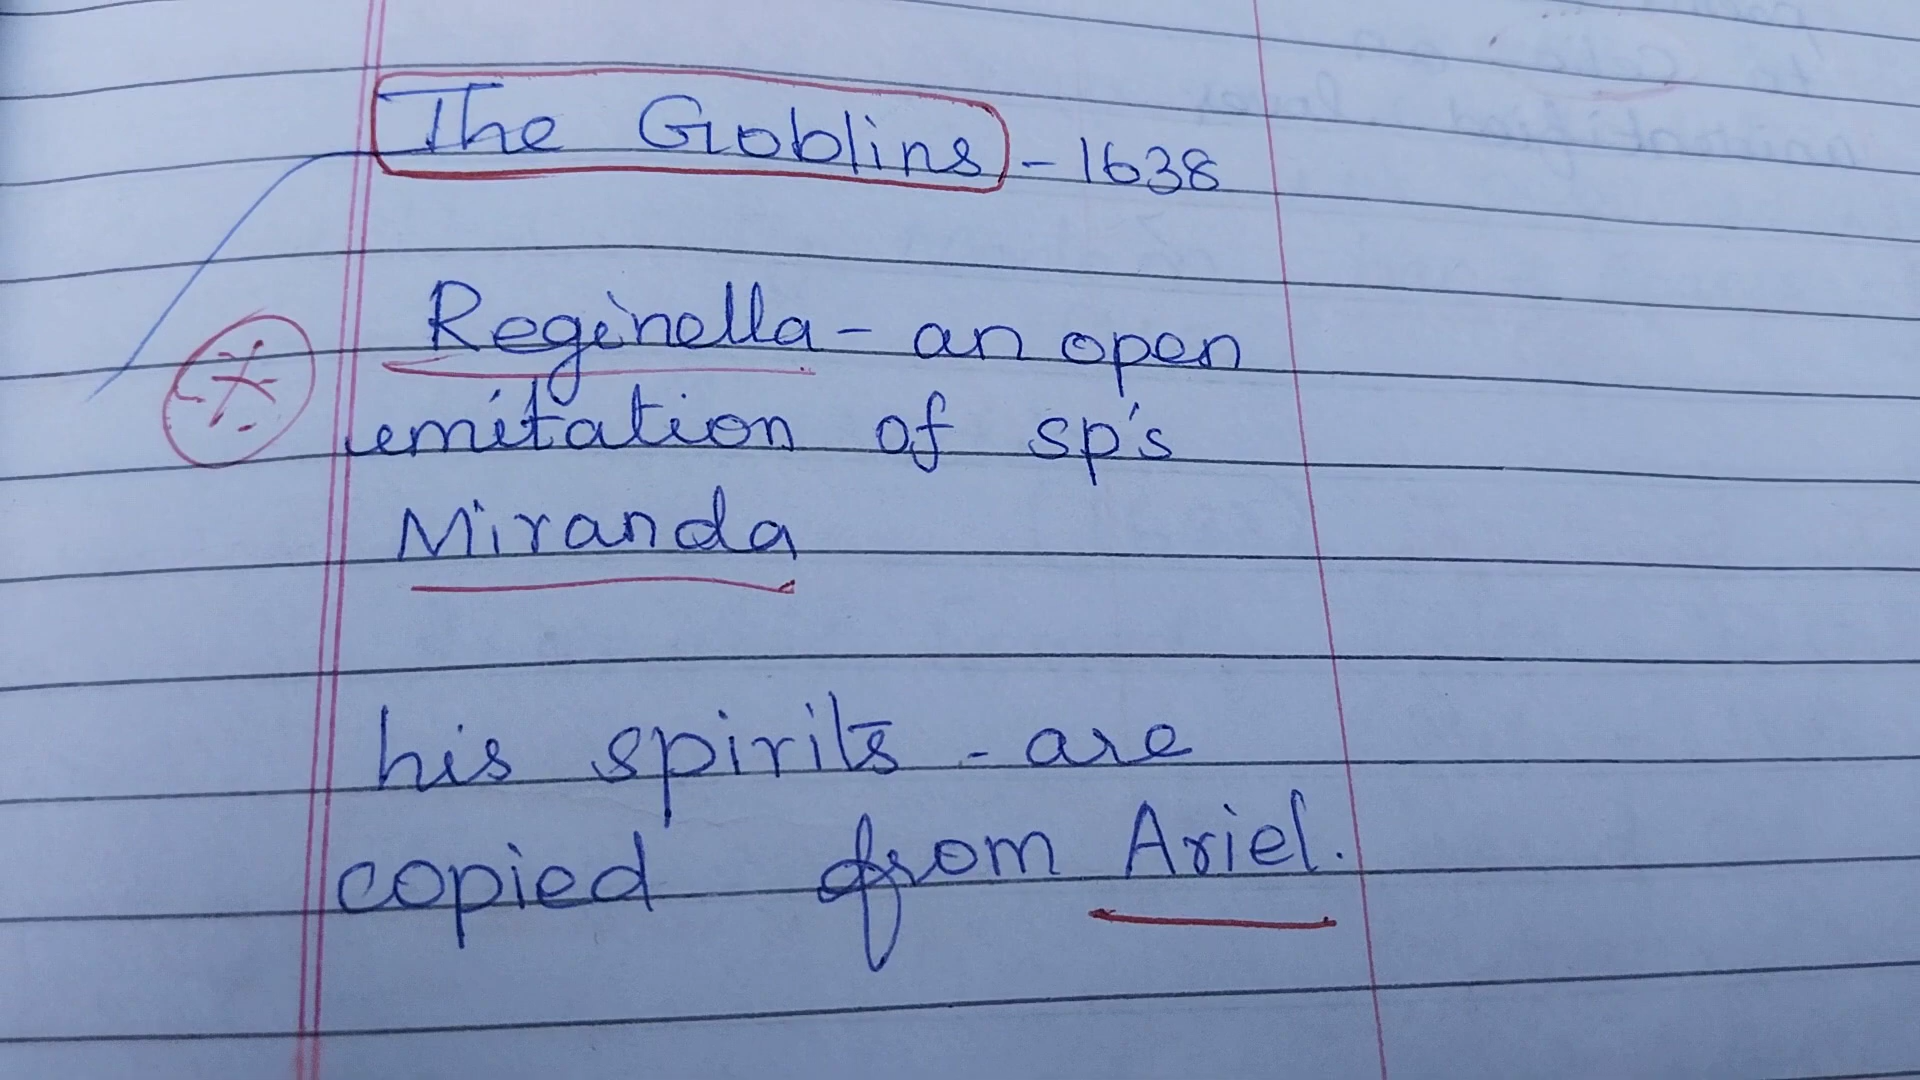 The Goblins - 1638
Reginella - an open
imitation of sp's
Miranda
his spirits - are
copied from Ariel.